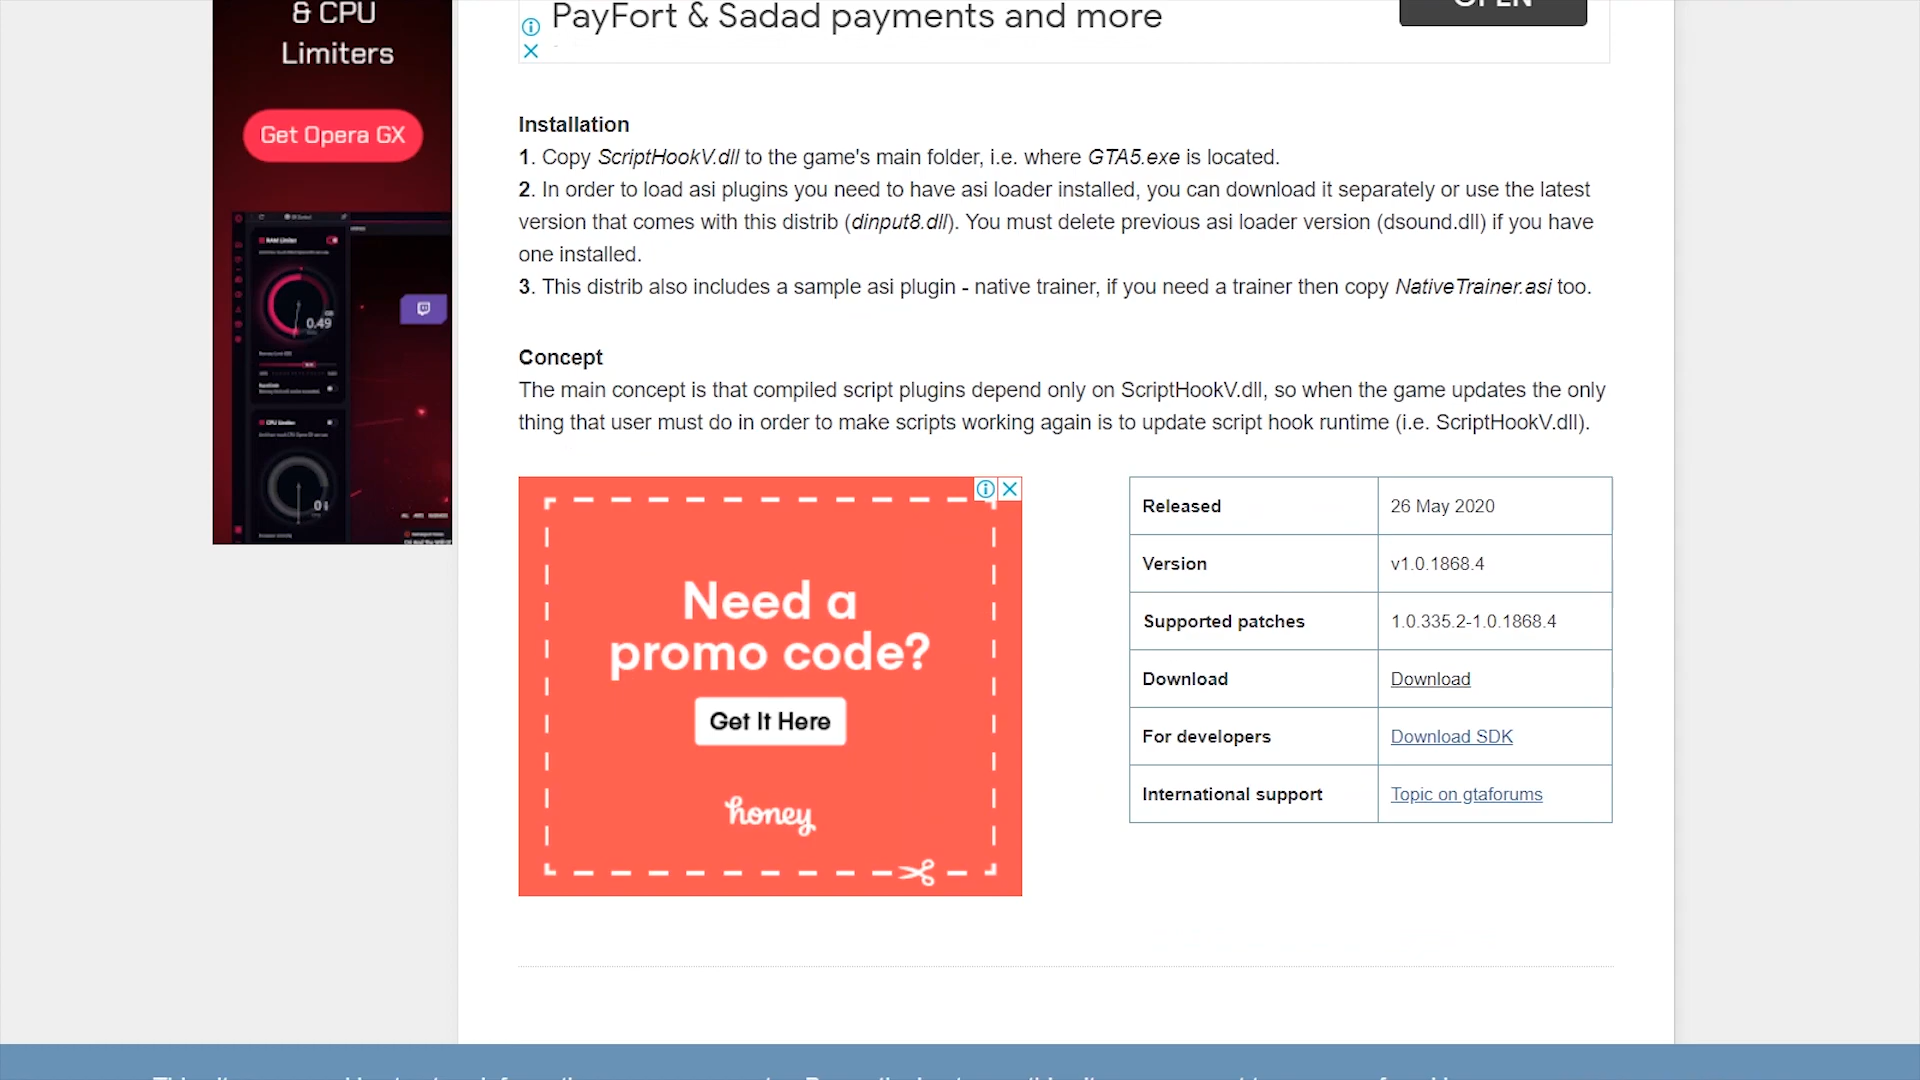 & CPU
Limiters
Get Opera GX
PayFort & Sadad payments and more
OPEN
Installation
1. Copy ScriptHookV.dll to the game's main folder, i.e. where GTA5.exe is located.
2. In order to load asi plugins you need to have asi loader installed, you can download it separately or use the latest
version that comes with this distrib (dinput8.dll). You must delete previous asi loader version (dsound.dll) if you have
one installed.
3. This distrib also includes a sample asi plugin - native trainer, if you need a trainer then copy NativeTrainer.asi too.
RAM Limiter
0.49
GB
CPU Limiter
Concept
The main concept is that compiled script plugins depend only on ScriptHookV.dll, so when the game updates the only
thing that user must do in order to make scripts working again is to update script hook runtime (i.e. ScriptHookV.dll).
Need a
promo code?
Get It Here
honey
Released 26 May 2020
Version v1.0.1868.4
Supported patches 1.0.335.2-1.0.1868.4
Download Download
For developers Download SDK
International support Topic on gtaforums